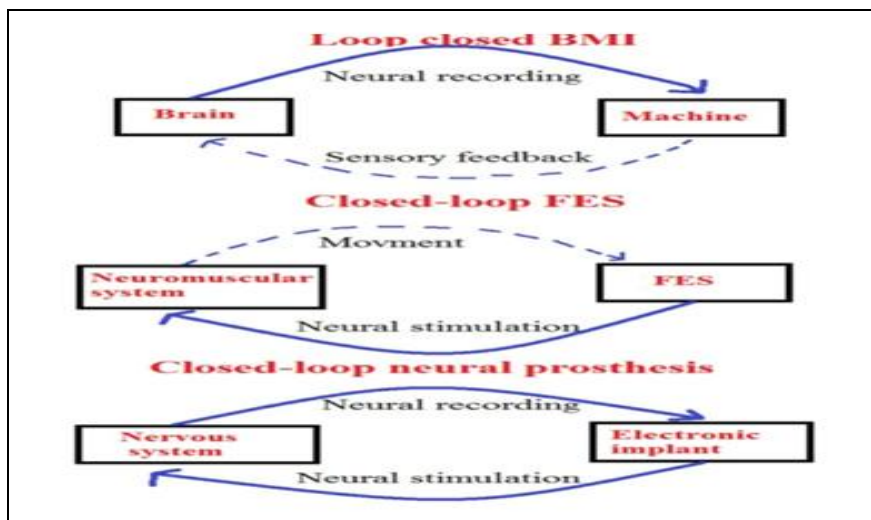 Loop closed BMI
Neural recording
Brain
Machine
Sensory feedback
Closed-loop FES
Movment
Neuromuscular
system
FES
Neural stimulation
Closed-loop neural prosthesis
Neural recording
Nervous
system
Electronic
implant
Neural stimulation